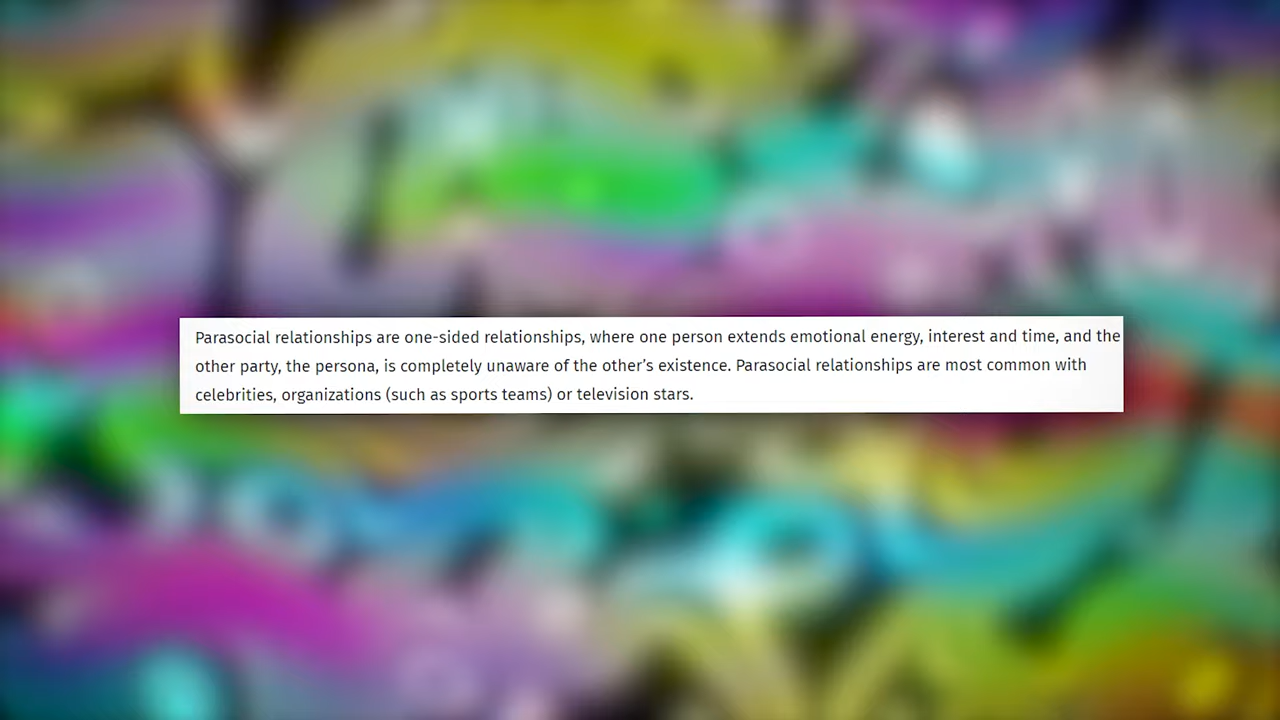 Parasocial relationships are one-sided relationships, where one person extends emotional energy, interest and time, and the
other party, the persona, is completely unaware of the other’s existence. Parasocial relationships are most common with
celebrities, organizations (such as sports teams) or television stars.